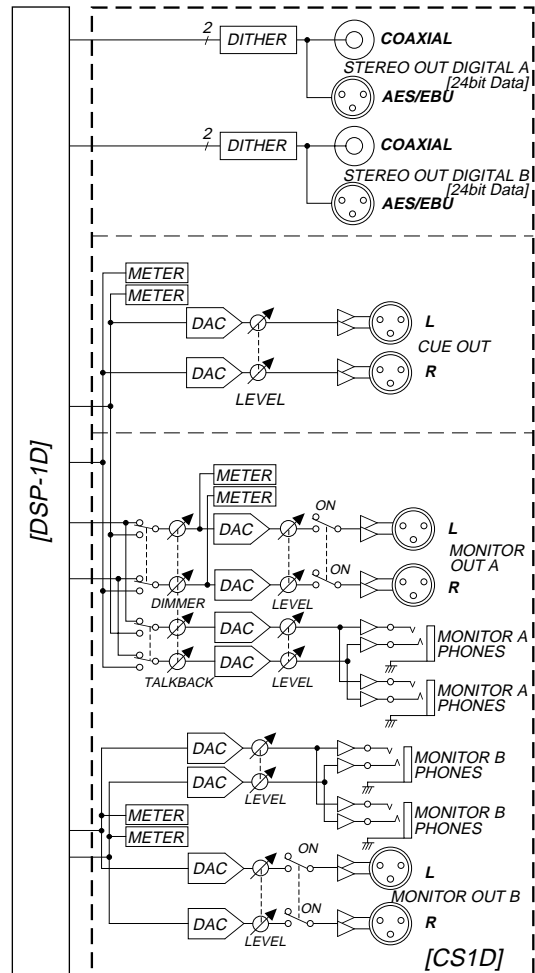 [DSP-1D]
2
DITHER
COAXIAL
STEREO OUT DIGITAL A
[24bit Data]
AES/EBU
2
DITHER
COAXIAL
STEREO OUT DIGITAL B
[24bit Data]
AES/EBU
METER
METER
DAC
L
CUE OUT
DAC
R
LEVEL
METER
METER
ON
DAC
L
MONITOR
OUT A
ON
DAC
R
DIMMER
LEVEL
DAC
MONITOR A
PHONES
DAC
TALKBACK
LEVEL
MONITOR A
PHONES
DAC
MONITOR B
PHONES
DAC
LEVEL
METER
METER
MONITOR B
PHONES
ON
DAC
L
MONITOR OUT B
ON
DAC
R
LEVEL
[CS1D]